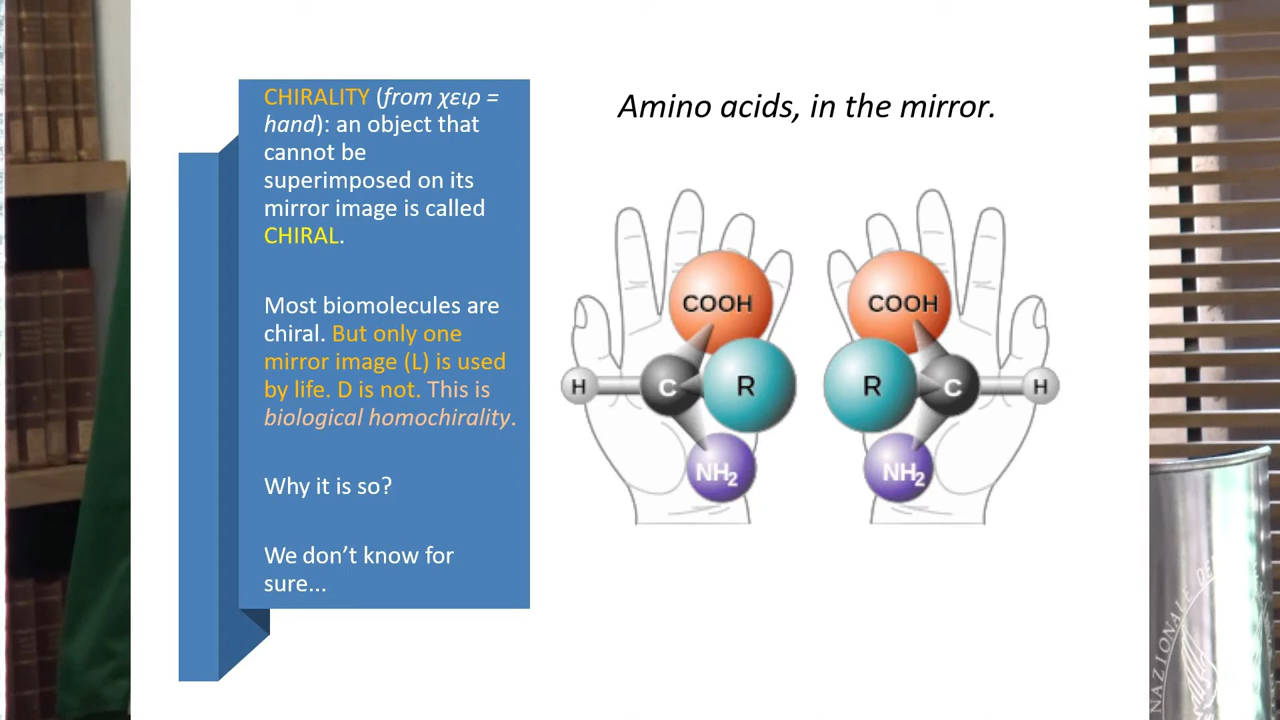 CHIRALITY (from χειρ =
hand): an object that
cannot be
superimposed on its
mirror image is called
CHIRAL.
Most biomolecules are
chiral. But only one
mirror image (L) is used
by life. D is not. This is
biological homochirality.
Why it is so?
We don’t know for
sure...
Amino acids, in the mirror.
COOH
H C R
NH2
COOH
R C H
NH2
NAZIONALE DE